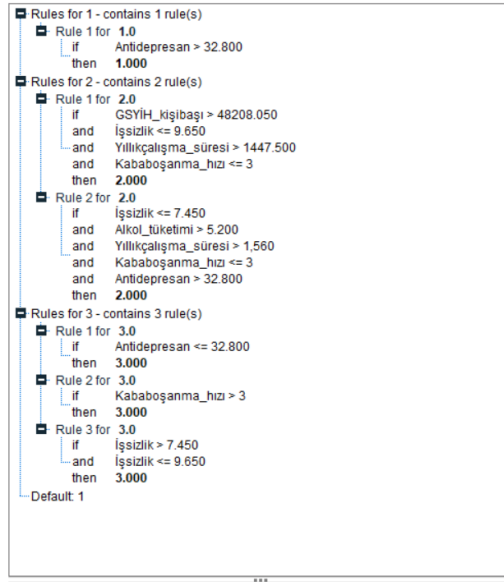 Rules for 1 - contains 1 rule(s)
Rule 1 for 1.0
if Antidepresan > 32.800
then 1.000
Rules for 2 - contains 2 rule(s)
Rule 1 for 2.0
if GSYİH_kişibaşı > 48208.050
and İşsizlik <= 9.650
and Yıllıkçalışma_süresi > 1447.500
and Kababoşanma_hızı <= 3
then 2.000
Rule 2 for 2.0
if İşsizlik <= 7.450
and Alkol_tüketimi > 5.200
and Yıllıkçalışma_süresi > 1,560
and Kababoşanma_hızı <= 3
and Antidepresan > 32.800
then 2.000
Rules for 3 - contains 3 rule(s)
Rule 1 for 3.0
if Antidepresan <= 32.800
then 3.000
Rule 2 for 3.0
if Kababoşanma_hızı > 3
then 3.000
Rule 3 for 3.0
if İşsizlik > 7.450
and İşsizlik <= 9.650
then 3.000
Default: 1